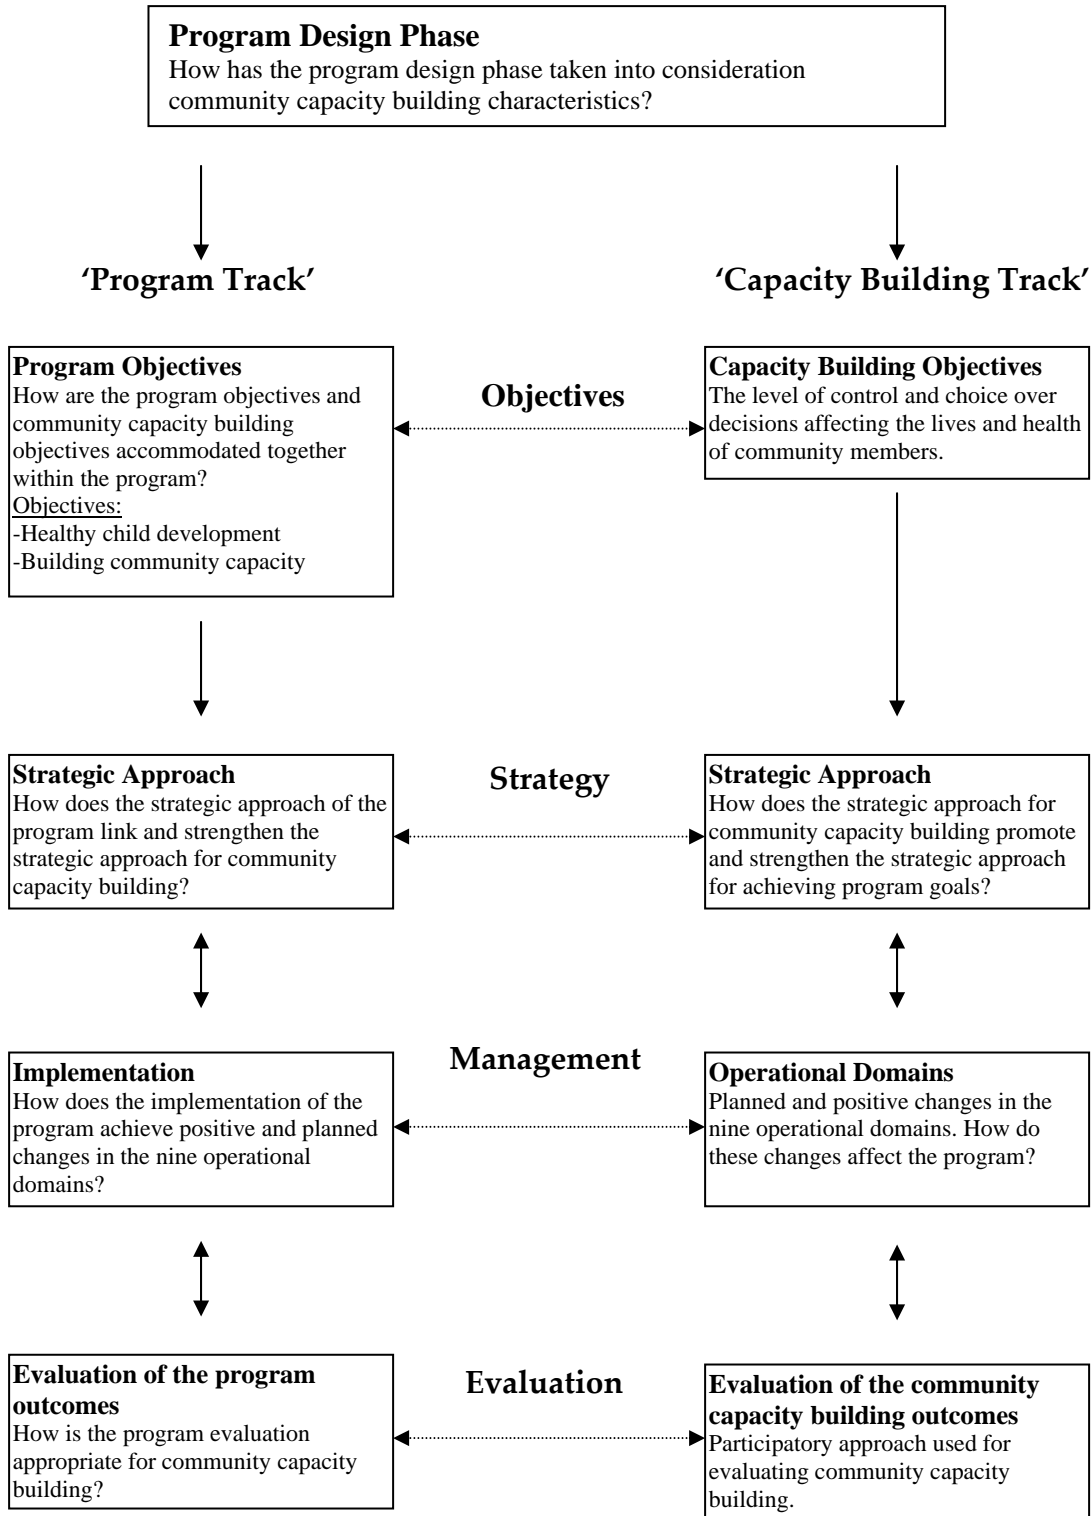 Program Design Phase
How has the program design phase taken into consideration
community capacity building characteristics?
‘Program Track’
‘Capacity Building Track’
Program Objectives
How are the program objectives and
community capacity building
objectives accommodated together
within the program?
Objectives:
-Healthy child development
-Building community capacity
Objectives
Capacity Building Objectives
The level of control and choice over
decisions affecting the lives and health
of community members.
Strategic Approach
How does the strategic approach of the
program link and strengthen the
strategic approach for community
capacity building?
Strategy
Strategic Approach
How does the strategic approach for
community capacity building promote
and strengthen the strategic approach
for achieving program goals?
Implementation
How does the implementation of the
program achieve positive and planned
changes in the nine operational
domains?
Management
Operational Domains
Planned and positive changes in the
nine operational domains. How do
these changes affect the program?
Evaluation of the program
outcomes
How is the program evaluation
appropriate for community capacity
building?
Evaluation
Evaluation of the community
capacity building outcomes
Participatory approach used for
evaluating community capacity
building.